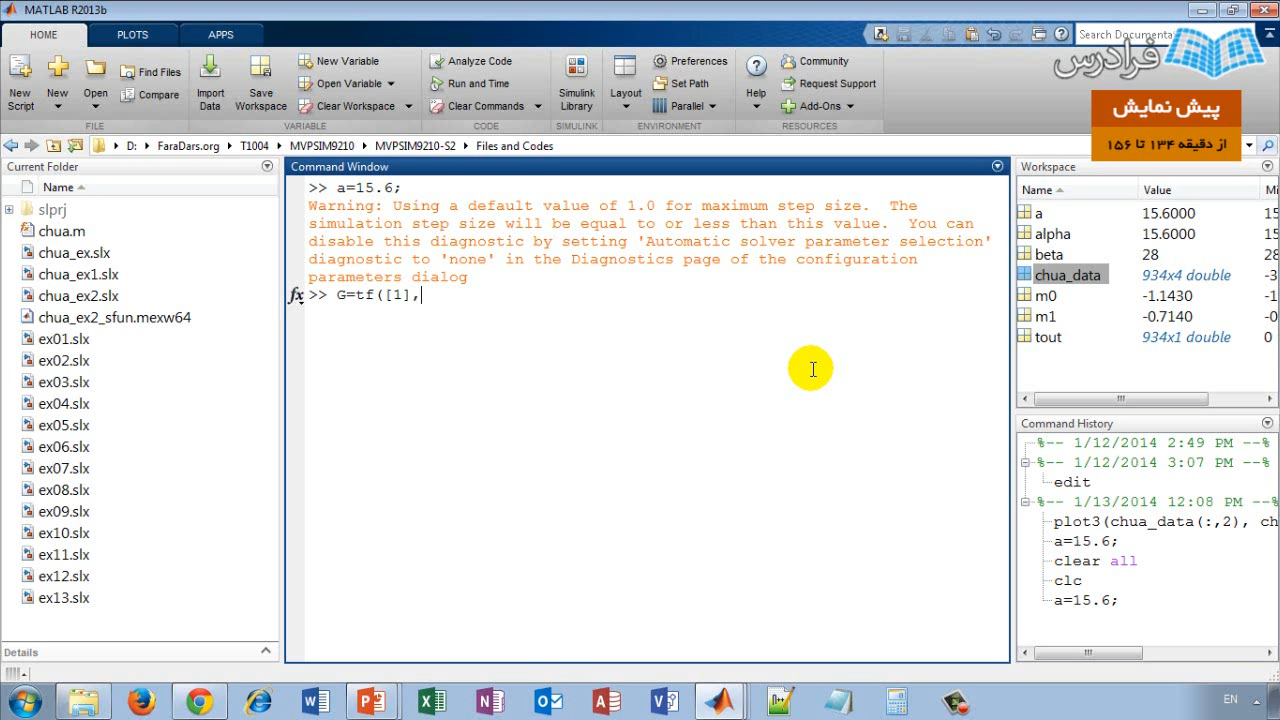 MATLAB R2013b
HOME
PLOTS
APPS
Search Documenta
فرادرس
New Script
New
Open
Find Files
Compare
FILE
Import Data
Save Workspace
New Variable
Open Variable
Clear Workspace
VARIABLE
Analyze Code
Run and Time
Clear Commands
CODE
Simulink Library
SIMULINK
Layout
Preferences
Set Path
Parallel
ENVIRONMENT
Help
Community
Request Support
Add-Ons
RESOURCES
پیش نمایش
از دقیقه ۱۳۴ تا ۱۵۶
D: ▸ FaraDars.org ▸ T1004 ▸ MVPSIM9210 ▸ MVPSIM9210-S2 ▸ Files and Codes
Current Folder
Name
slprj
chua.m
chua_ex.slx
chua_ex1.slx
chua_ex2.slx
chua_ex2_sfun.mexw64
ex01.slx
ex02.slx
ex03.slx
ex04.slx
ex05.slx
ex06.slx
ex07.slx
ex08.slx
ex09.slx
ex10.slx
ex11.slx
ex12.slx
ex13.slx
Details
Command Window
>> a=15.6;
Warning: Using a default value of 1.0 for maximum step size. The
simulation step size will be equal to or less than this value. You can
disable this diagnostic by setting 'Automatic solver parameter selection'
diagnostic to 'none' in the Diagnostics page of the configuration
parameters dialog
fx >> G=tf([1],
Workspace
Name Value Mi
a 15.6000 15
alpha 15.6000 15
beta 28 28
chua_data 934x4 double -3
m0 -1.1430 -1
m1 -0.7140 -0
tout 934x1 double 0
Command History
%-- 1/12/2014 2:49 PM --%
%-- 1/12/2014 3:07 PM --%
edit
%-- 1/13/2014 12:08 PM --%
plot3(chua_data(:,2), ch
a=15.6;
clear all
clc
a=15.6;
EN